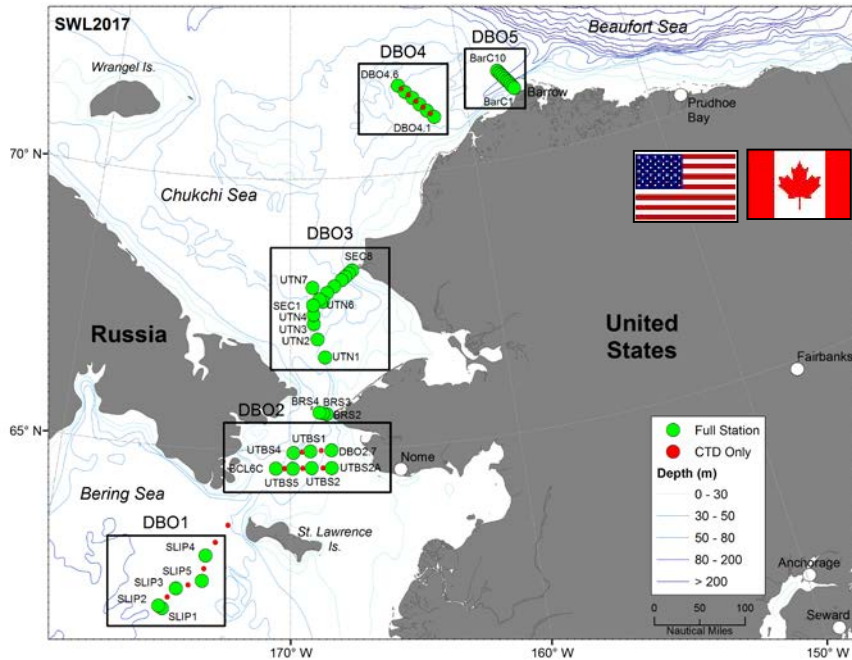 SWL2017
Beaufort Sea
Wrangel Is.
DBO4
DBO5
DBO4.6
BarC10
DBO4.1
BarC1
Barrow
Prudhoe
Bay
70° N
Chukchi Sea
DBO3
SEC8
UTN7
SEC1
UTN6
UTN4
UTN3
UTN2
UTN1
Russia
United
States
Fairbanks
BRS4
BRS3
BRS2
DBO2
65° N
UTBS4
UTBS1
DBO2.7
BCL6C
UTBS5
UTBS2
UTBS2A
Nome
Bering Sea
St. Lawrence
Is.
DBO1
SLIP4
SLIP5
SLIP3
SLIP2
SLIP1
Full Station
CTD Only
Depth (m)
0 - 30
30 - 50
50 - 80
80 - 200
> 200
0 50 100
Nautical Miles
Anchorage
Seward
170° W
160° W
150° W